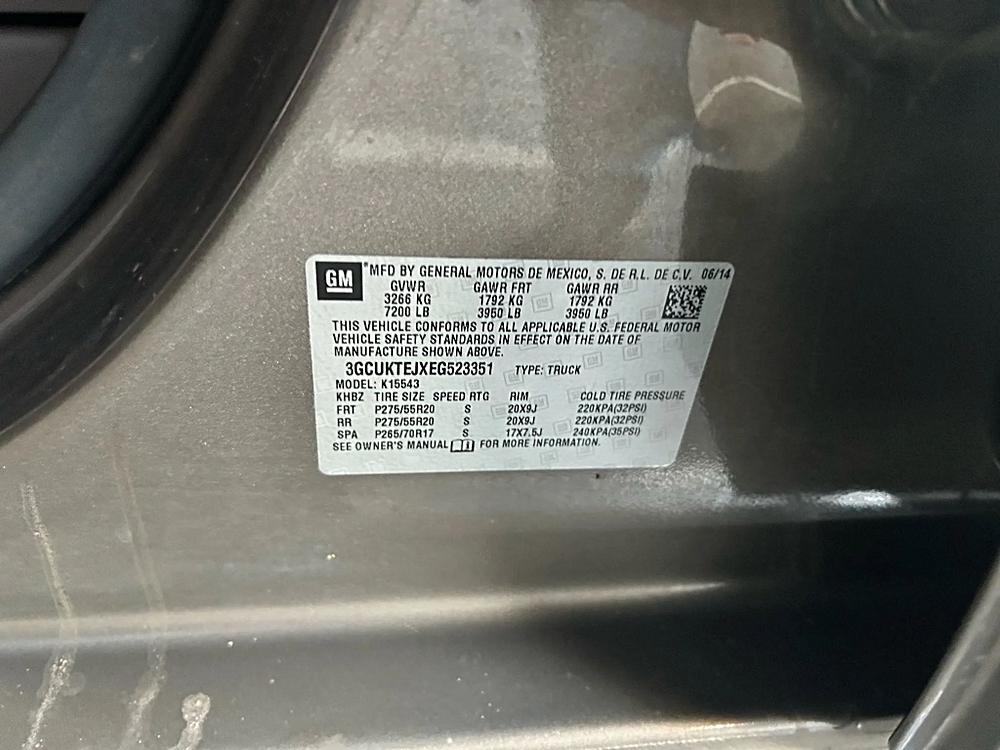 GM MFD BY GENERAL MOTORS DE MEXICO, S. DE R.L. DE C.V. 06/14
GVWR GAWR FRT GAWR RR
3266 KG 1792 KG 1792 KG
7200 LB 3950 LB 3950 LB
THIS VEHICLE CONFORMS TO ALL APPLICABLE U.S. FEDERAL MOTOR
VEHICLE SAFETY STANDARDS IN EFFECT ON THE DATE OF
MANUFACTURE SHOWN ABOVE.
3GCUKTEJXEG523351 TYPE: TRUCK
MODEL: K15543
KHBZ TIRE SIZE SPEED RTG RIM COLD TIRE PRESSURE
FRT P275/55R20 S 20X9J 220KPA(32PSI)
RR P275/55R20 S 20X9J 220KPA(32PSI)
SPA P265/70R17 S 17X7.5J 240KPA(35PSI)
SEE OWNER'S MANUAL FOR MORE INFORMATION.